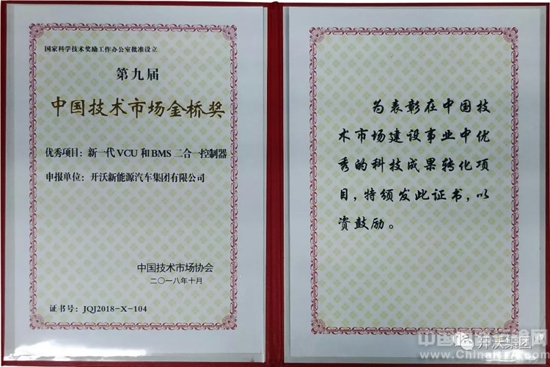 国家科学技术奖励工作办公室批准设立
第九届
中国技术市场金桥奖
优秀项目：新一代VCU 和BMS 二合一控制器
申报单位：开沃新能源汽车集团有限公司
中国技术市场协会
二〇一八年十月
证书号：JQJ2018-X-104
为表彰在中国技
术市场建设事业中优
秀的科技成果转化项
目，特颁发此证书，以
资鼓励。
开沃集团